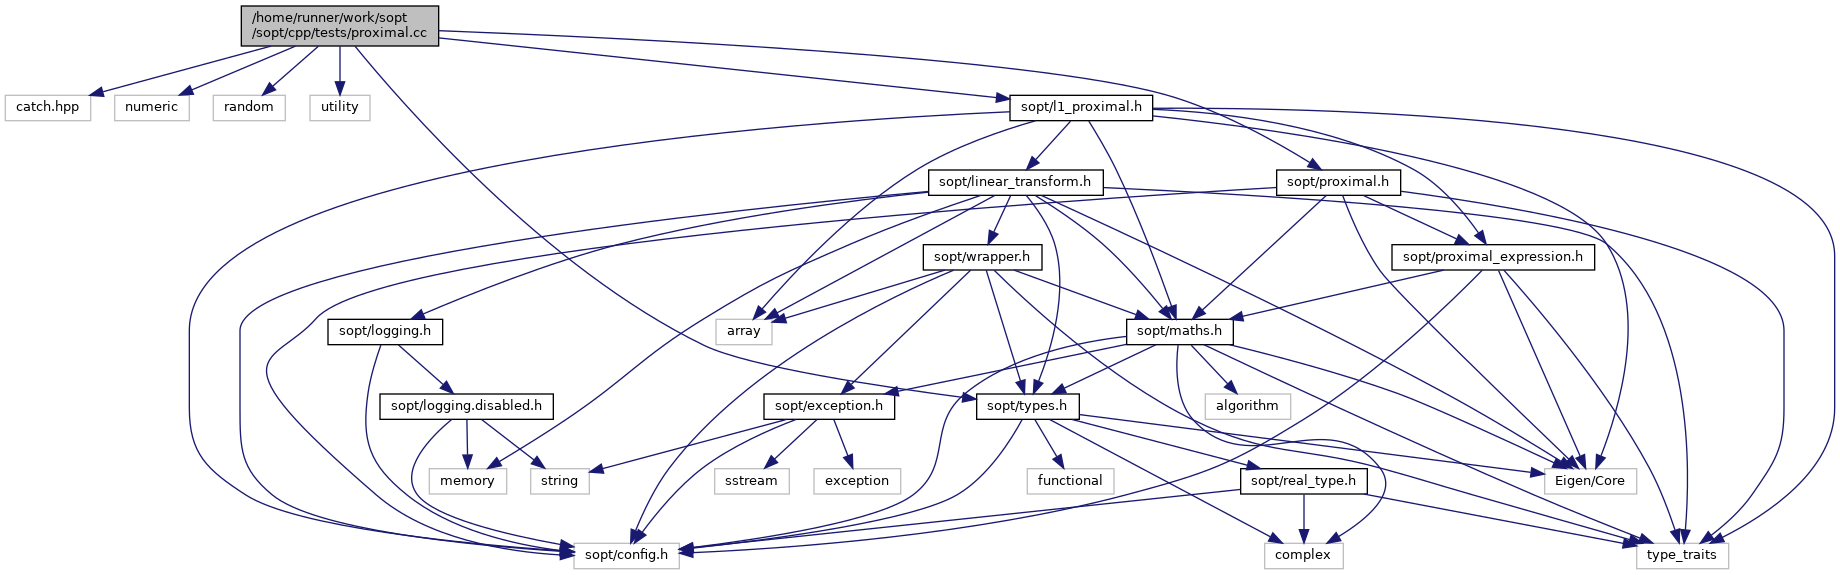 /home/runner/work/sopt
/sopt/cpp/tests/proximal.cc
catch.hpp
numeric
random
utility
sopt/l1_proximal.h
sopt/linear_transform.h
sopt/proximal.h
sopt/wrapper.h
sopt/proximal_expression.h
sopt/logging.h
array
sopt/maths.h
sopt/logging.disabled.h
sopt/exception.h
sopt/types.h
algorithm
memory
string
sstream
exception
functional
sopt/real_type.h
Eigen/Core
sopt/config.h
complex
type_traits